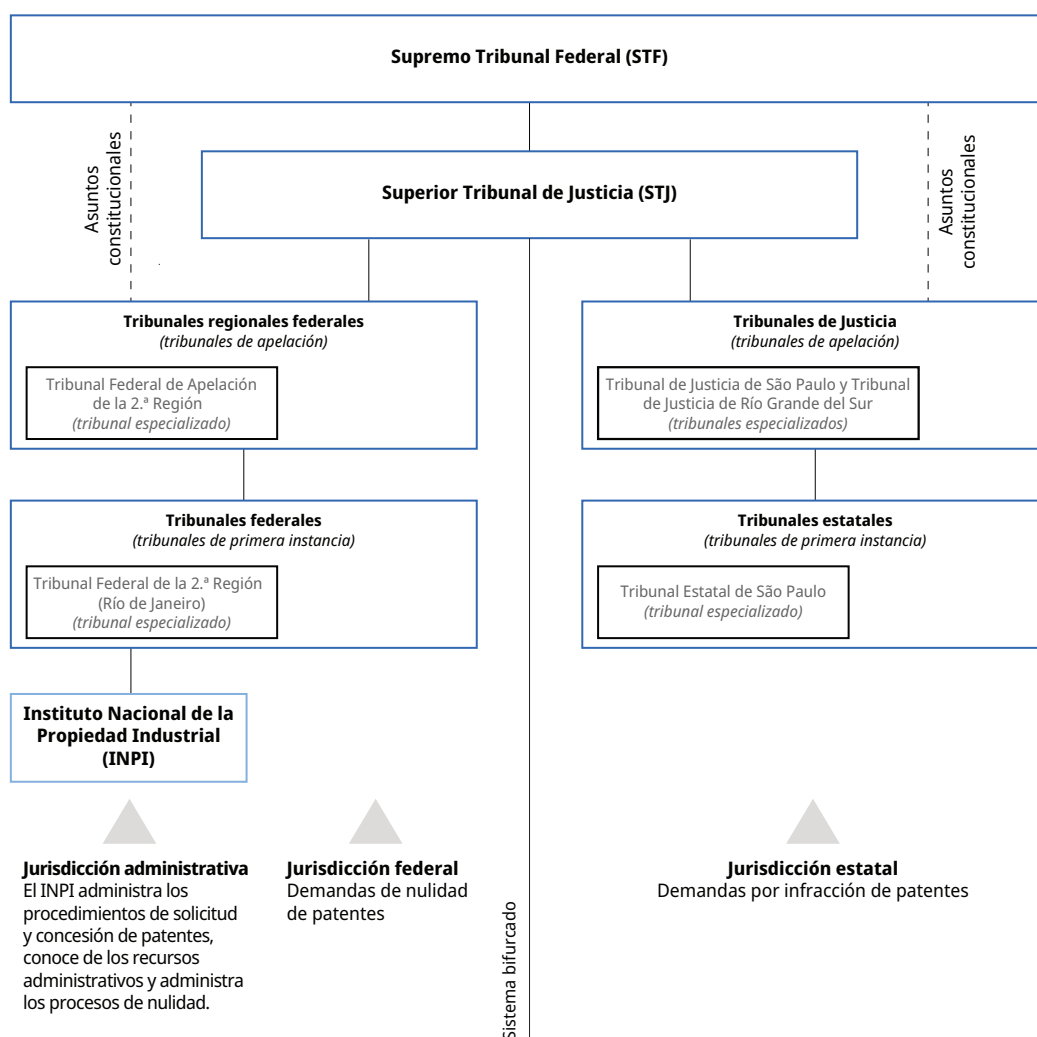 Supremo Tribunal Federal (STF)
Asuntos
constitucionales
Asuntos
constitucionales
Superior Tribunal de Justicia (STJ)
Tribunales regionales federales
(tribunales de apelación)
Tribunal Federal de Apelación
de la 2.ª Región
(tribunal especializado)
Tribunales de Justicia
(tribunales de apelación)
Tribunal de Justicia de São Paulo y Tribunal
de Justicia de Río Grande del Sur
(tribunales especializados)
Tribunales federales
(tribunales de primera instancia)
Tribunal Federal de la 2.ª Región
(Río de Janeiro)
(tribunal especializado)
Tribunales estatales
(tribunales de primera instancia)
Tribunal Estatal de São Paulo
(tribunal especializado)
Instituto Nacional de la
Propiedad Industrial
(INPI)
Jurisdicción administrativa
El INPI administra los
procedimientos de solicitud
y concesión de patentes,
conoce de los recursos
administrativos y administra
los procesos de nulidad.
Jurisdicción federal
Demandas de nulidad
de patentes
Sistema bifurcado
Jurisdicción estatal
Demandas por infracción de patentes